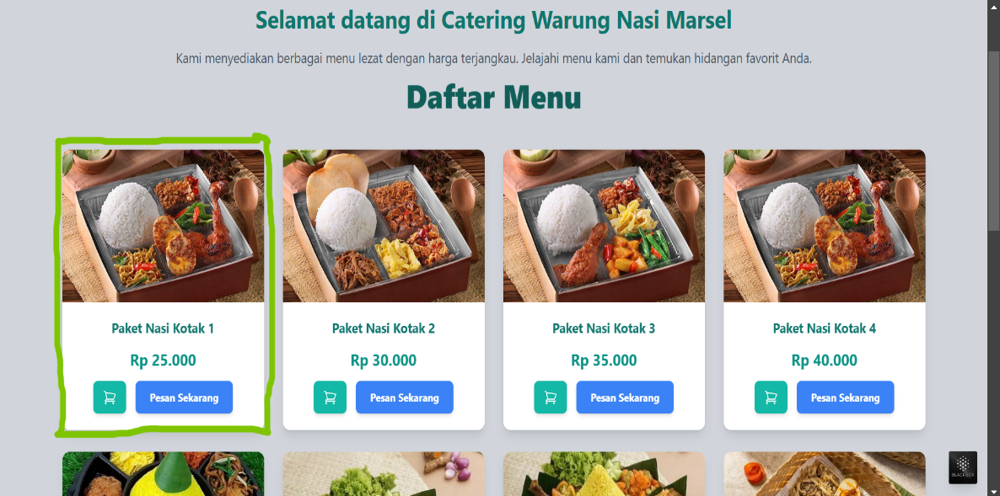 Selamat datang di Catering Warung Nasi Marsel
Kami menyediakan berbagai menu lezat dengan harga terjangkau. Jelajahi menu kami dan temukan hidangan favorit Anda.
Daftar Menu
Paket Nasi Kotak 1
Rp 25.000
Pesan Sekarang
Paket Nasi Kotak 2
Rp 30.000
Pesan Sekarang
Paket Nasi Kotak 3
Rp 35.000
Pesan Sekarang
Paket Nasi Kotak 4
Rp 40.000
Pesan Sekarang